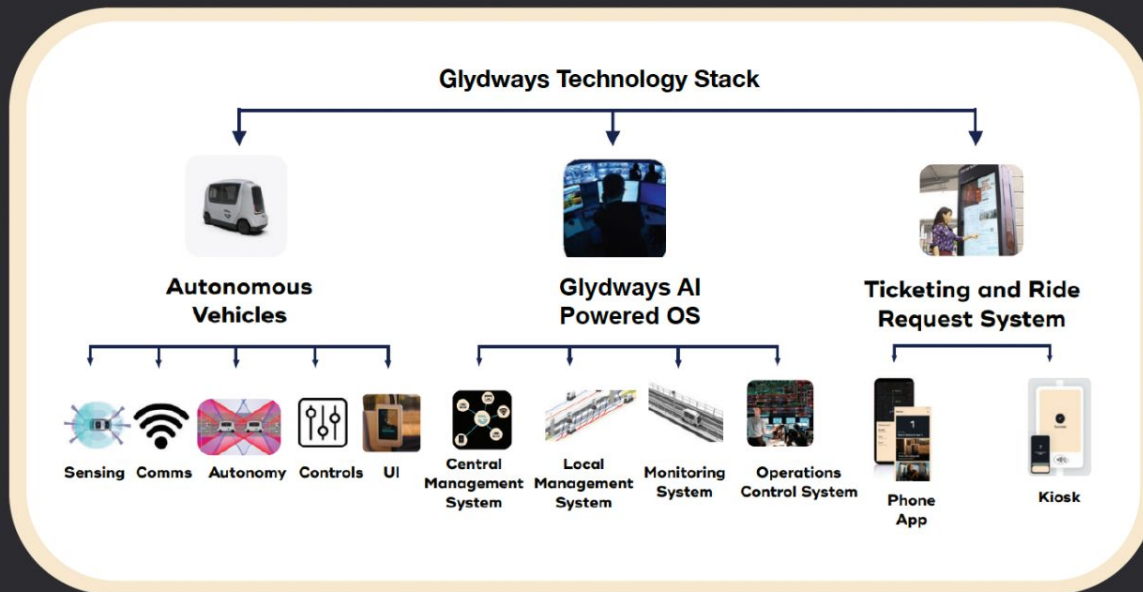 Glydways Technology Stack
Autonomous
Vehicles
Glydways AI
Powered OS
Ticketing and Ride
Request System
Sensing
Comms
Autonomy
Controls
UI
Central
Management
System
Local
Management
System
Monitoring
System
Operations
Control System
Phone
App
Kiosk